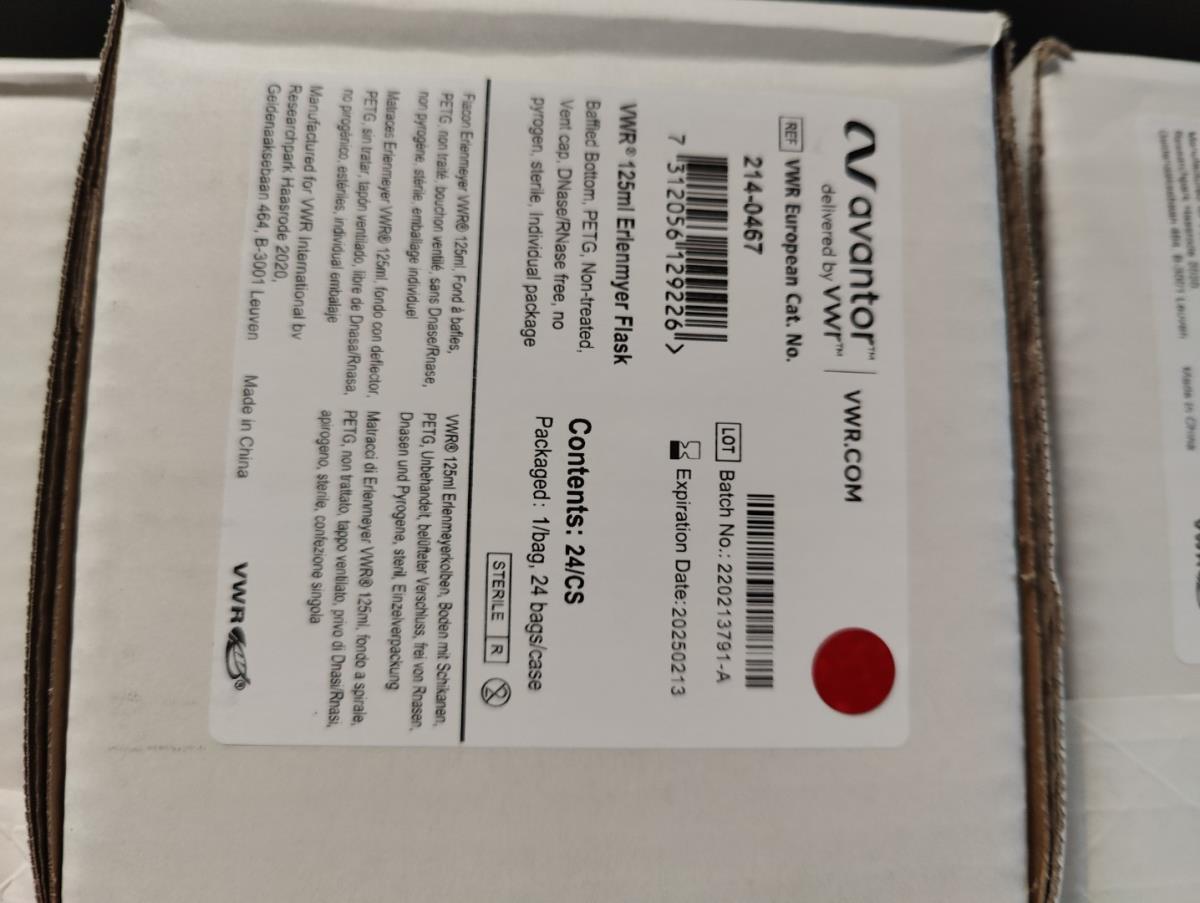 avantor™
delivered by VWR™
VWR.COM
REF VWR European Cat. No.
214-0467
7 312056 129226 >
LOT Batch No.: 220213791-A
Expiration Date:20250213
VWR® 125ml Erlenmyer Flask
Baffled Bottom, PETG, Non-treated,
Vent cap, DNase/RNase free, no
pyrogen, sterile, Individual package
Contents: 24/CS
Packaged: 1/bag, 24 bags/case
STERILE R
2
Flacon Erlenmeyer VWR® 125ml, Fond à bafles,
PETG, non traité, bouchon ventilé, sans Dnase/Rnase,
non pyrogène, stérile, emballage individuel
Matraces Erlenmeyer VWR® 125ml, fondo con deflector,
PETG, sin tratar, tapón ventilado, libre de Dnasa/Rnasa,
no pirogénico, estériles, individual embalaje
VWR® 125ml Erlenmeyerkolben, Boden mit Schikanen,
PETG, Unbehandelt, belüfteter Verschluss, frei von Rnasen,
Dnasen und Pyrogene, steril, Einzelverpackung
Matracci di Erlenmeyer VWR® 125ml, fondo a spirale,
PETG, non trattato, tappo ventilato, privo di Dnasi/Rnasi,
apirogeno, sterile, confezione singola
Manufactured for VWR International bv
Researchpark Haasrode 2020,
Geldenaaksebaan 464, B-3001 Leuven
Made in China
VWR®
Made in China